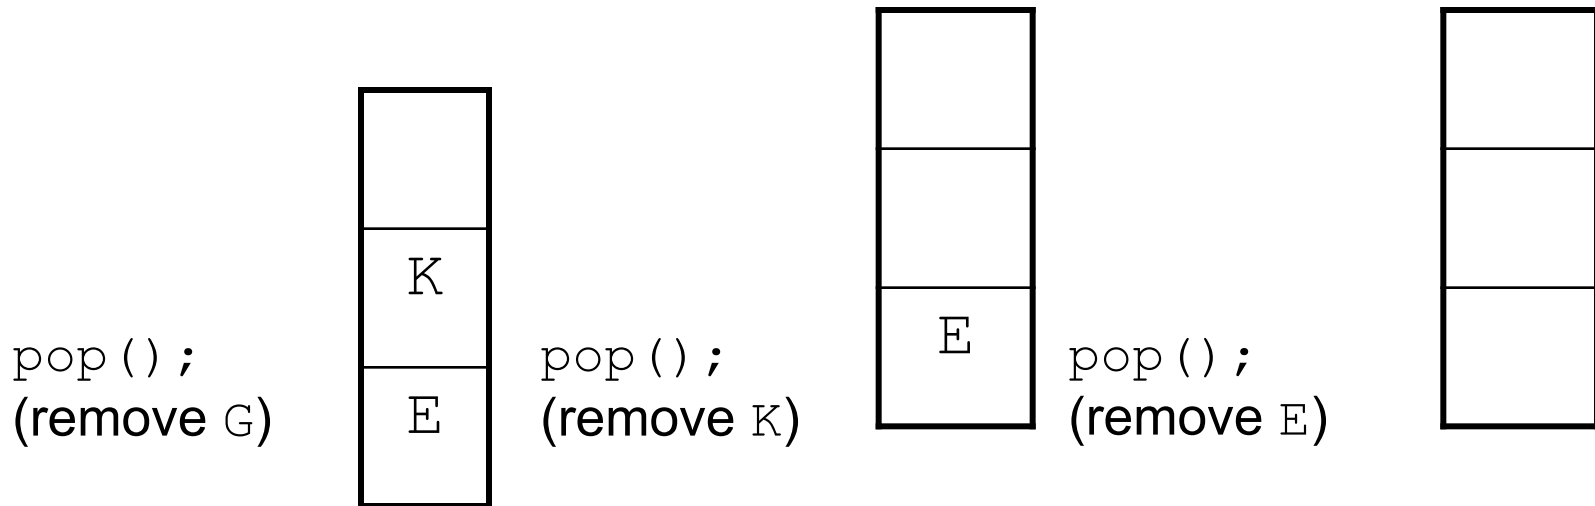 pop();
(remove G)
K
E
pop();
(remove K)
E
pop();
(remove E)